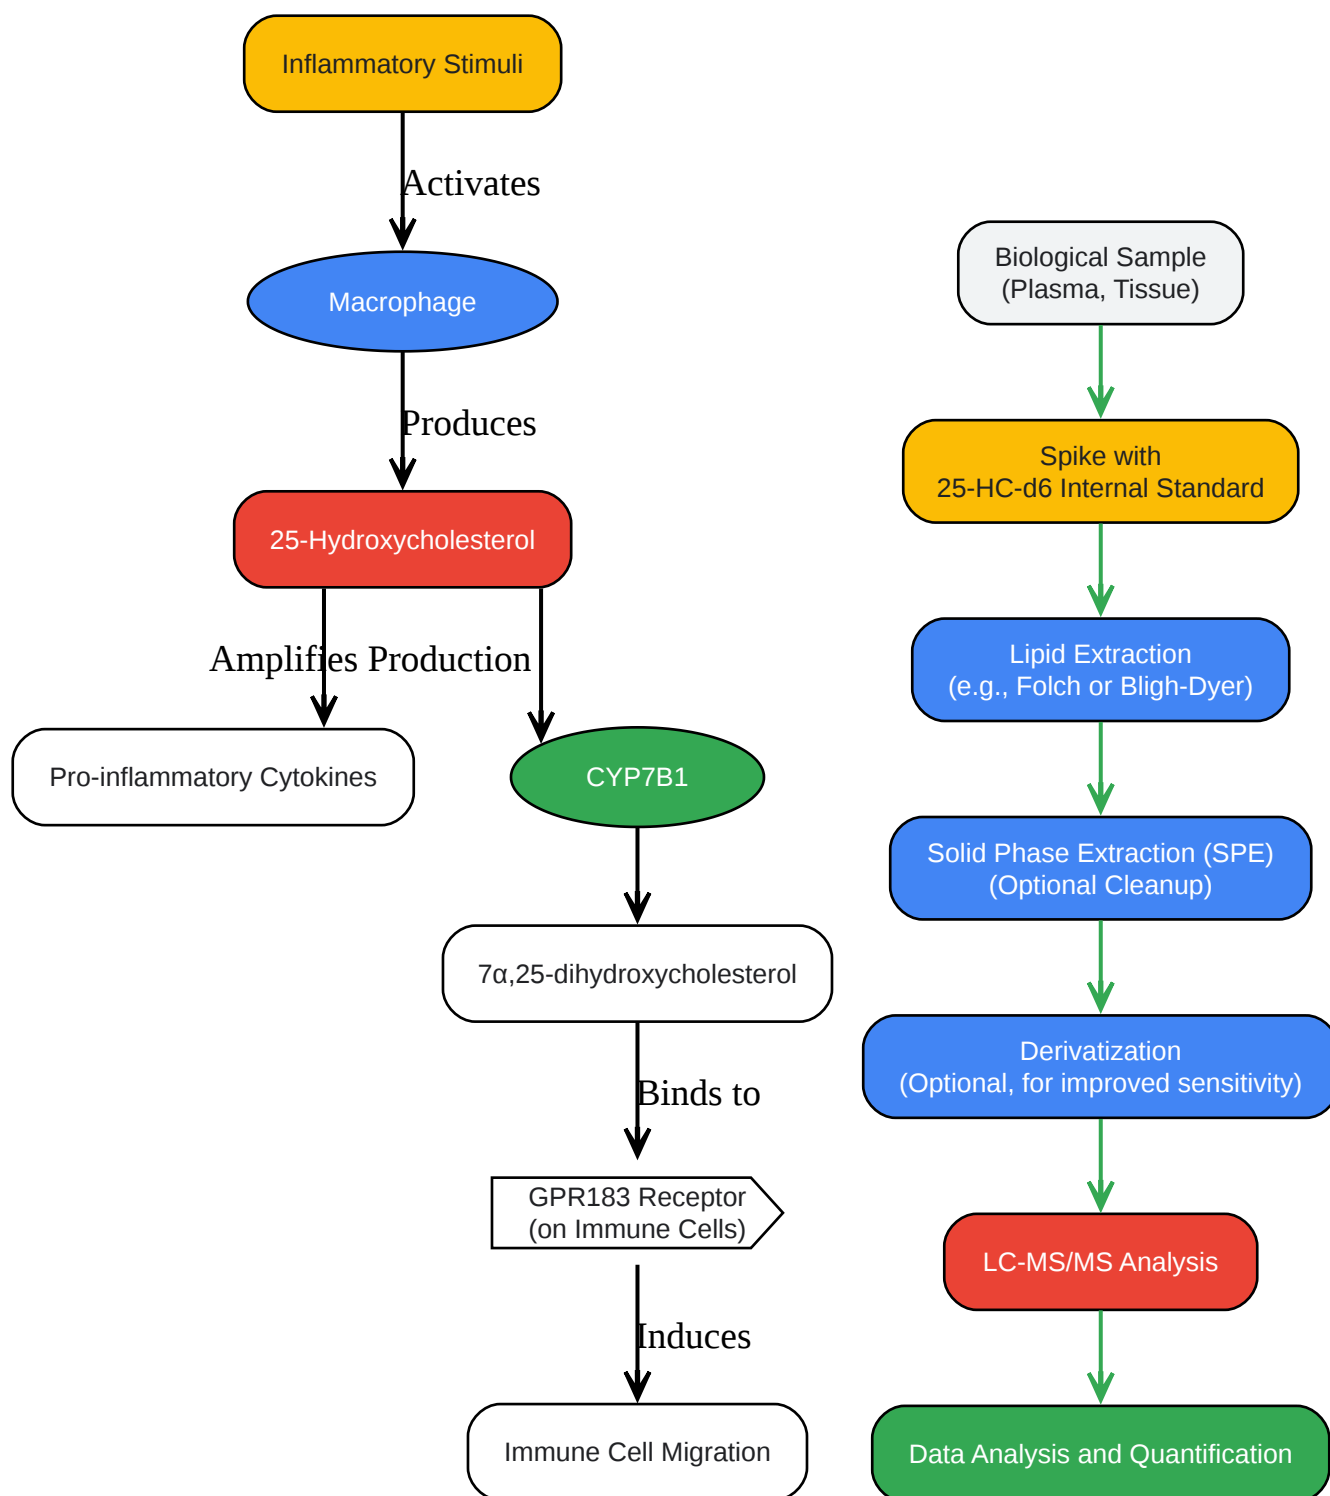 Inflammatory Stimuli
Activates
Macrophage
Produces
25-Hydroxycholesterol
Amplifies Production
Pro-inflammatory Cytokines
CYP7B1
7α,25-dihydroxycholesterol
Binds to
GPR183 Receptor
(on Immune Cells)
Induces
Immune Cell Migration
Biological Sample
(Plasma, Tissue)
Spike with
25-HC-d6 Internal Standard
Lipid Extraction
(e.g., Folch or Bligh-Dyer)
Solid Phase Extraction (SPE)
(Optional Cleanup)
Derivatization
(Optional, for improved sensitivity)
LC-MS/MS Analysis
Data Analysis and Quantification